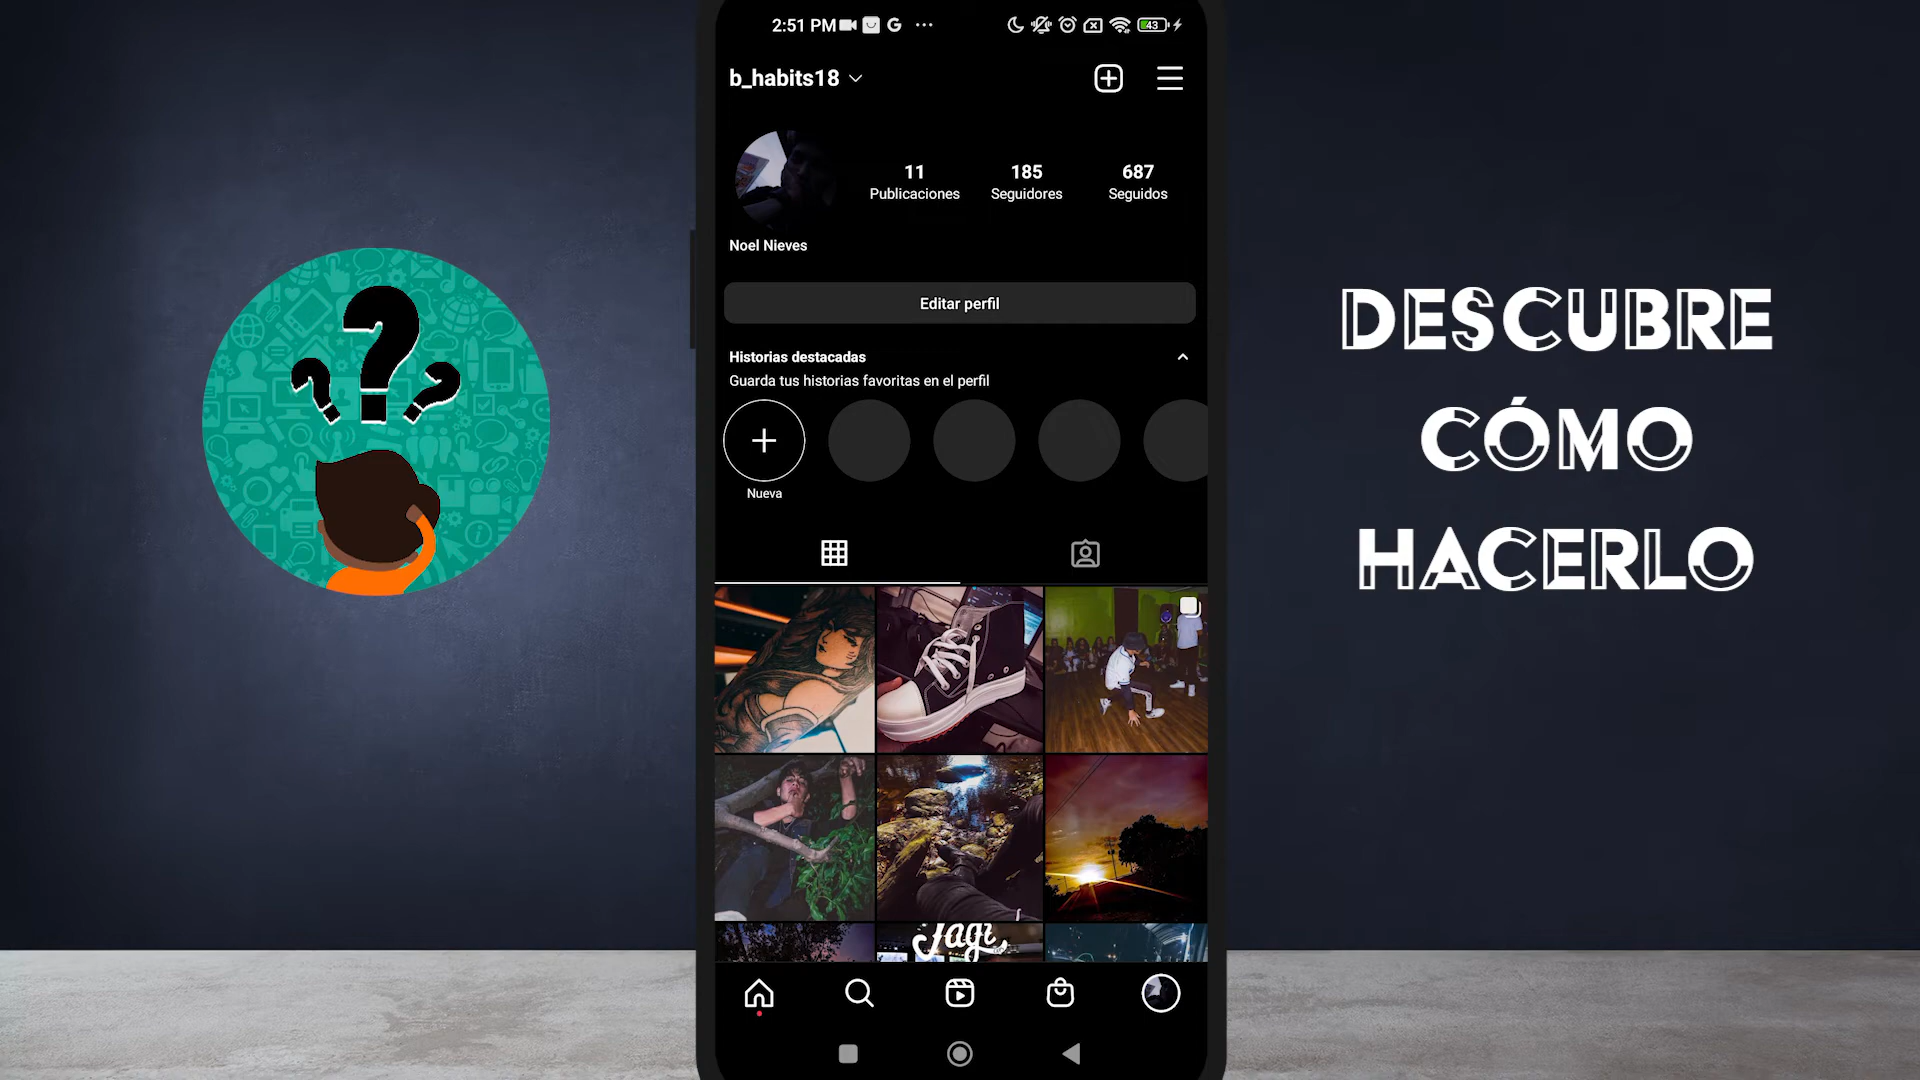 2:51 PM
43
b_habits18
11
Publicaciones
185
Seguidores
687
Seguidos
Noel Nieves
Editar perfil
Historias destacadas
Guarda tus historias favoritas en el perfil
Nueva
???
DESCUBRE
CÓMO
HACERLO